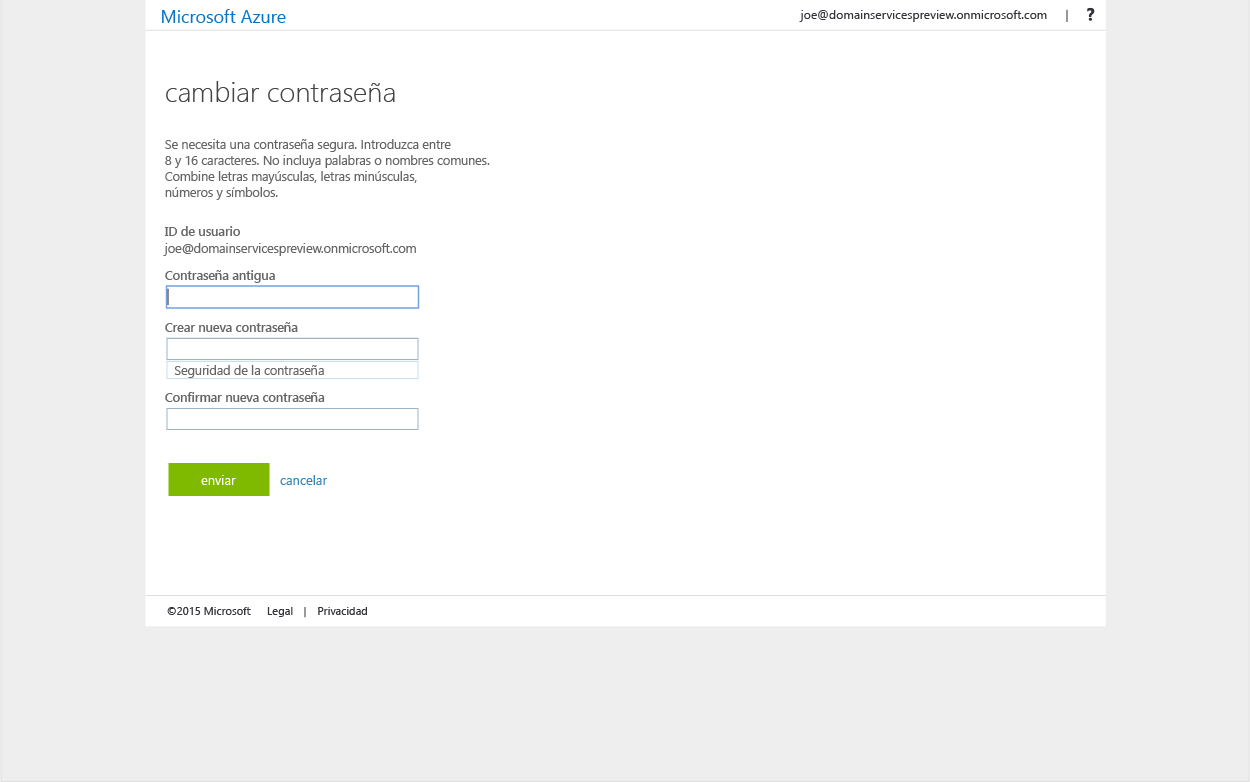 Microsoft Azure
joe@domainservicespreview.onmicrosoft.com | ?
cambiar contraseña
Se necesita una contraseña segura. Introduzca entre
8 y 16 caracteres. No incluya palabras o nombres comunes.
Combine letras mayúsculas, letras minúsculas,
números y símbolos.
ID de usuario
joe@domainservicespreview.onmicrosoft.com
Contraseña antigua
Crear nueva contraseña
Seguridad de la contraseña
Confirmar nueva contraseña
enviar cancelar
©2015 Microsoft Legal | Privacidad